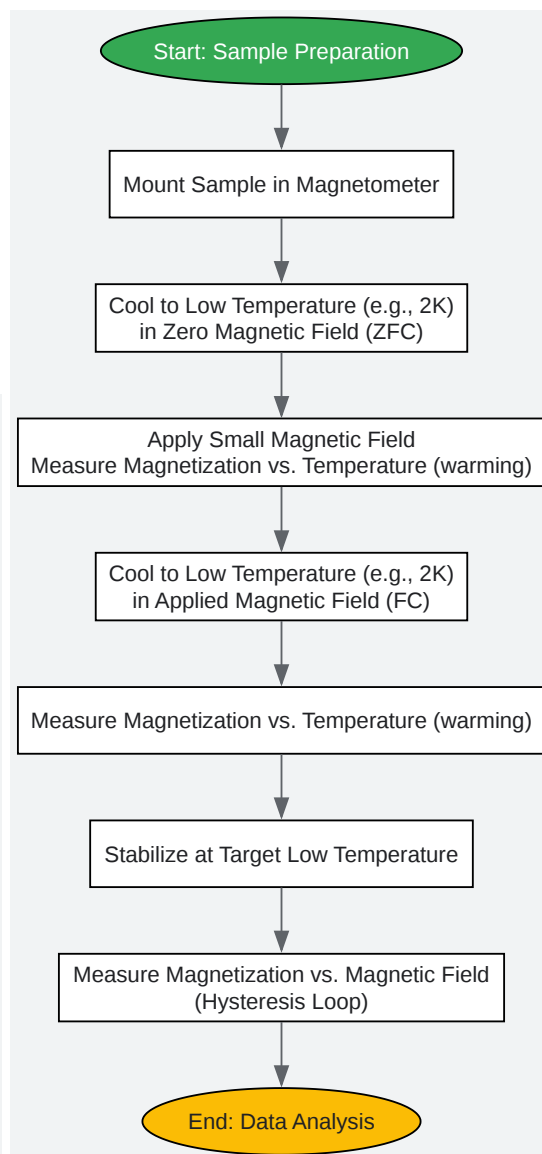 Start: Sample Preparation
Mount Sample in Magnetometer
Cool to Low Temperature (e.g., 2K)
in Zero Magnetic Field (ZFC)
Apply Small Magnetic Field
Measure Magnetization vs. Temperature (warming)
Cool to Low Temperature (e.g., 2K)
in Applied Magnetic Field (FC)
Measure Magnetization vs. Temperature (warming)
Stabilize at Target Low Temperature
Measure Magnetization vs. Magnetic Field
(Hysteresis Loop)
End: Data Analysis